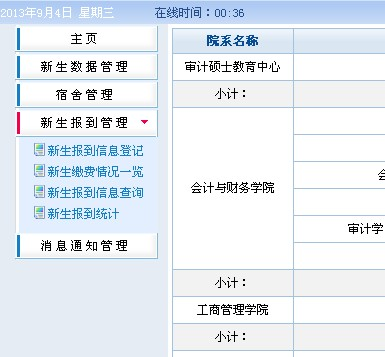 2013年9月4日 星期三 在线时间：00:36
主页
新生数据管理
宿舍管理
新生报到管理
新生报到信息登记
新生缴费情况一览
新生报到信息查询
新生报到统计
消息通知管理
院系名称
审计硕士教育中心
小计：
会计与财务学院
审计学
小计：
工商管理学院
小计：